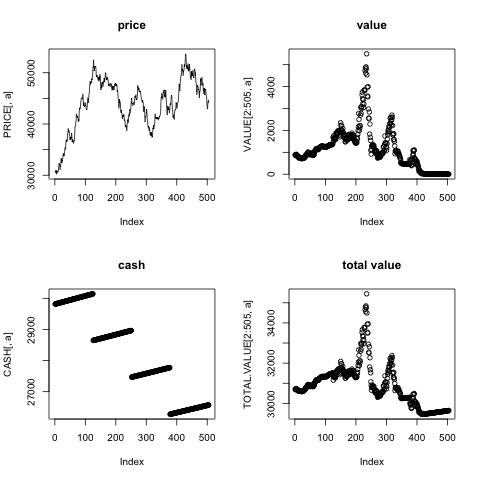 price
value
PRICE[, a]
30000 40000 50000
VALUE[2:505, a]
0 2000 4000
0 100 200 300 400 500
0 100 200 300 400 500
Index
Index
cash
total value
CASH[, a]
27000 29000
TOTAL.VALUE[2:505, a]
30000 32000 34000
0 100 200 300 400 500
0 100 200 300 400 500
Index
Index